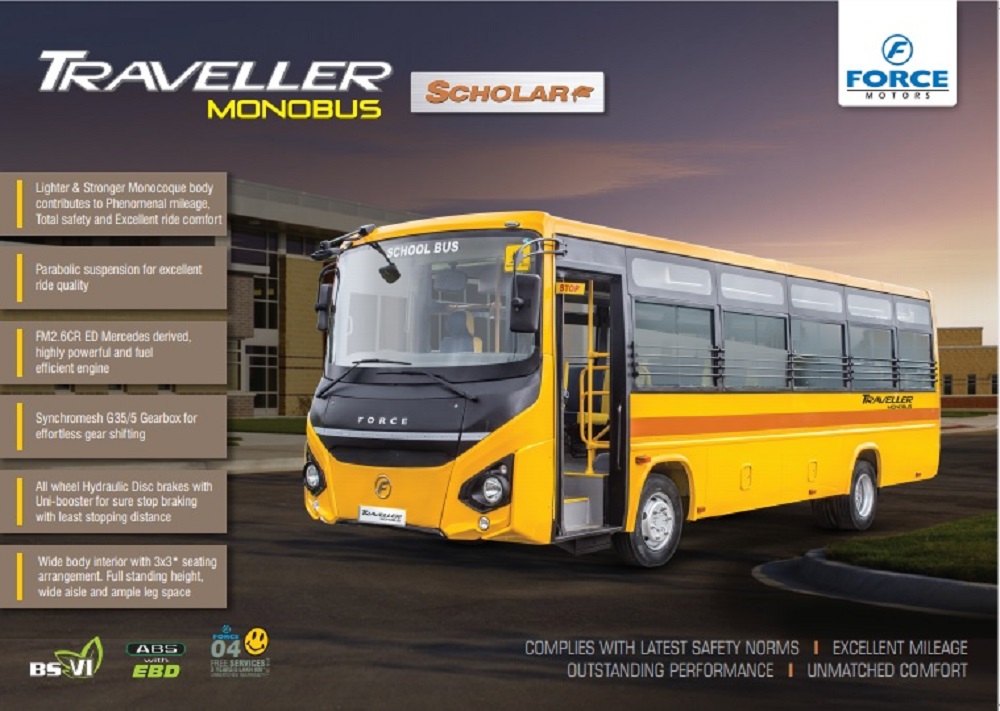 TRAVELLER
MONOBUS
SCHOLAR
F
FORCE
MOTORS
Lighter & Stronger Monocoque body
contributes to Phenomenal mileage,
Total safety and Excellent ride comfort
Parabolic suspension for excellent
ride quality
FM2.6CR ED Mercedes derived,
highly powerful and fuel
efficient engine
Synchromesh G35/5 Gearbox for
effortless gear shifting
All wheel Hydraulic Disc brakes with
Uni-booster for sure stop braking
with least stopping distance
Wide body interior with 3x3* seating
arrangement. Full standing height,
wide aisle and ample leg space
SCHOOL BUS
STOP
FORCE
F
TRAVELLER
MONOBUS
TRAVELLER
MONOBUS
BS VI
ABS
with
EBD
FORCE
04
FREE SERVICES
COMPLIES WITH LATEST SAFETY NORMS I EXCELLENT MILEAGE
OUTSTANDING PERFORMANCE I UNMATCHED COMFORT